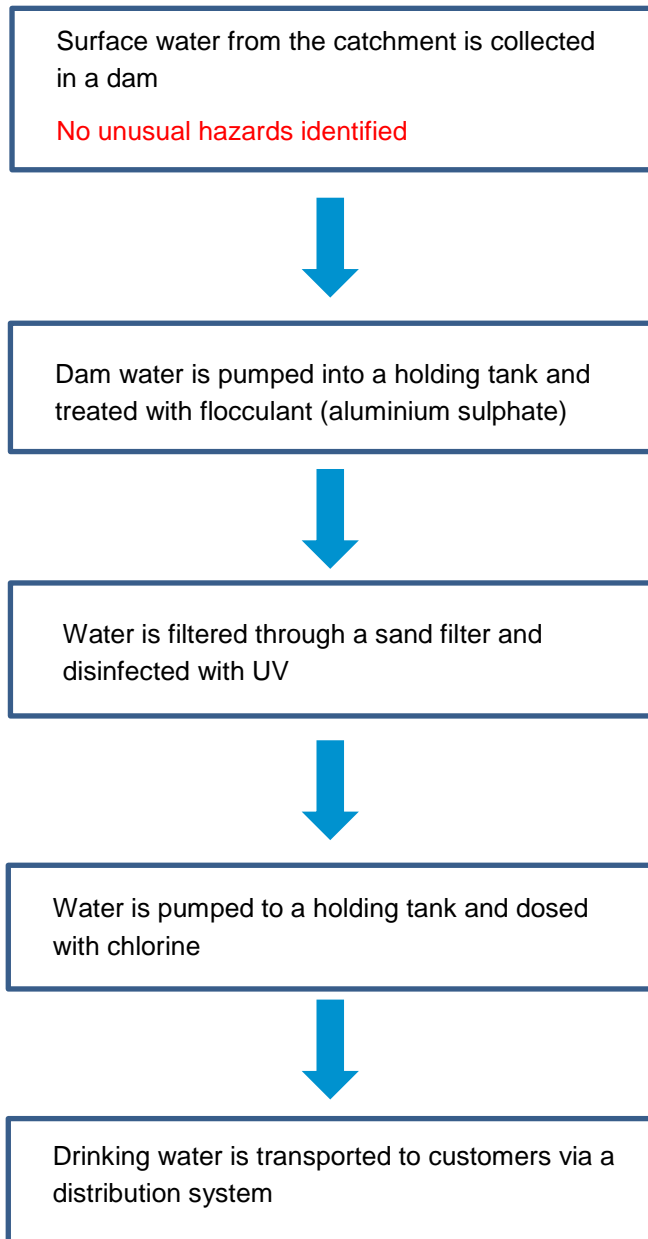 Surface water from the catchment is collected
in a dam
No unusual hazards identified
Dam water is pumped into a holding tank and
treated with flocculant (aluminium sulphate)
Water is filtered through a sand filter and
disinfected with UV
Water is pumped to a holding tank and dosed
with chlorine
Drinking water is transported to customers via a
distribution system